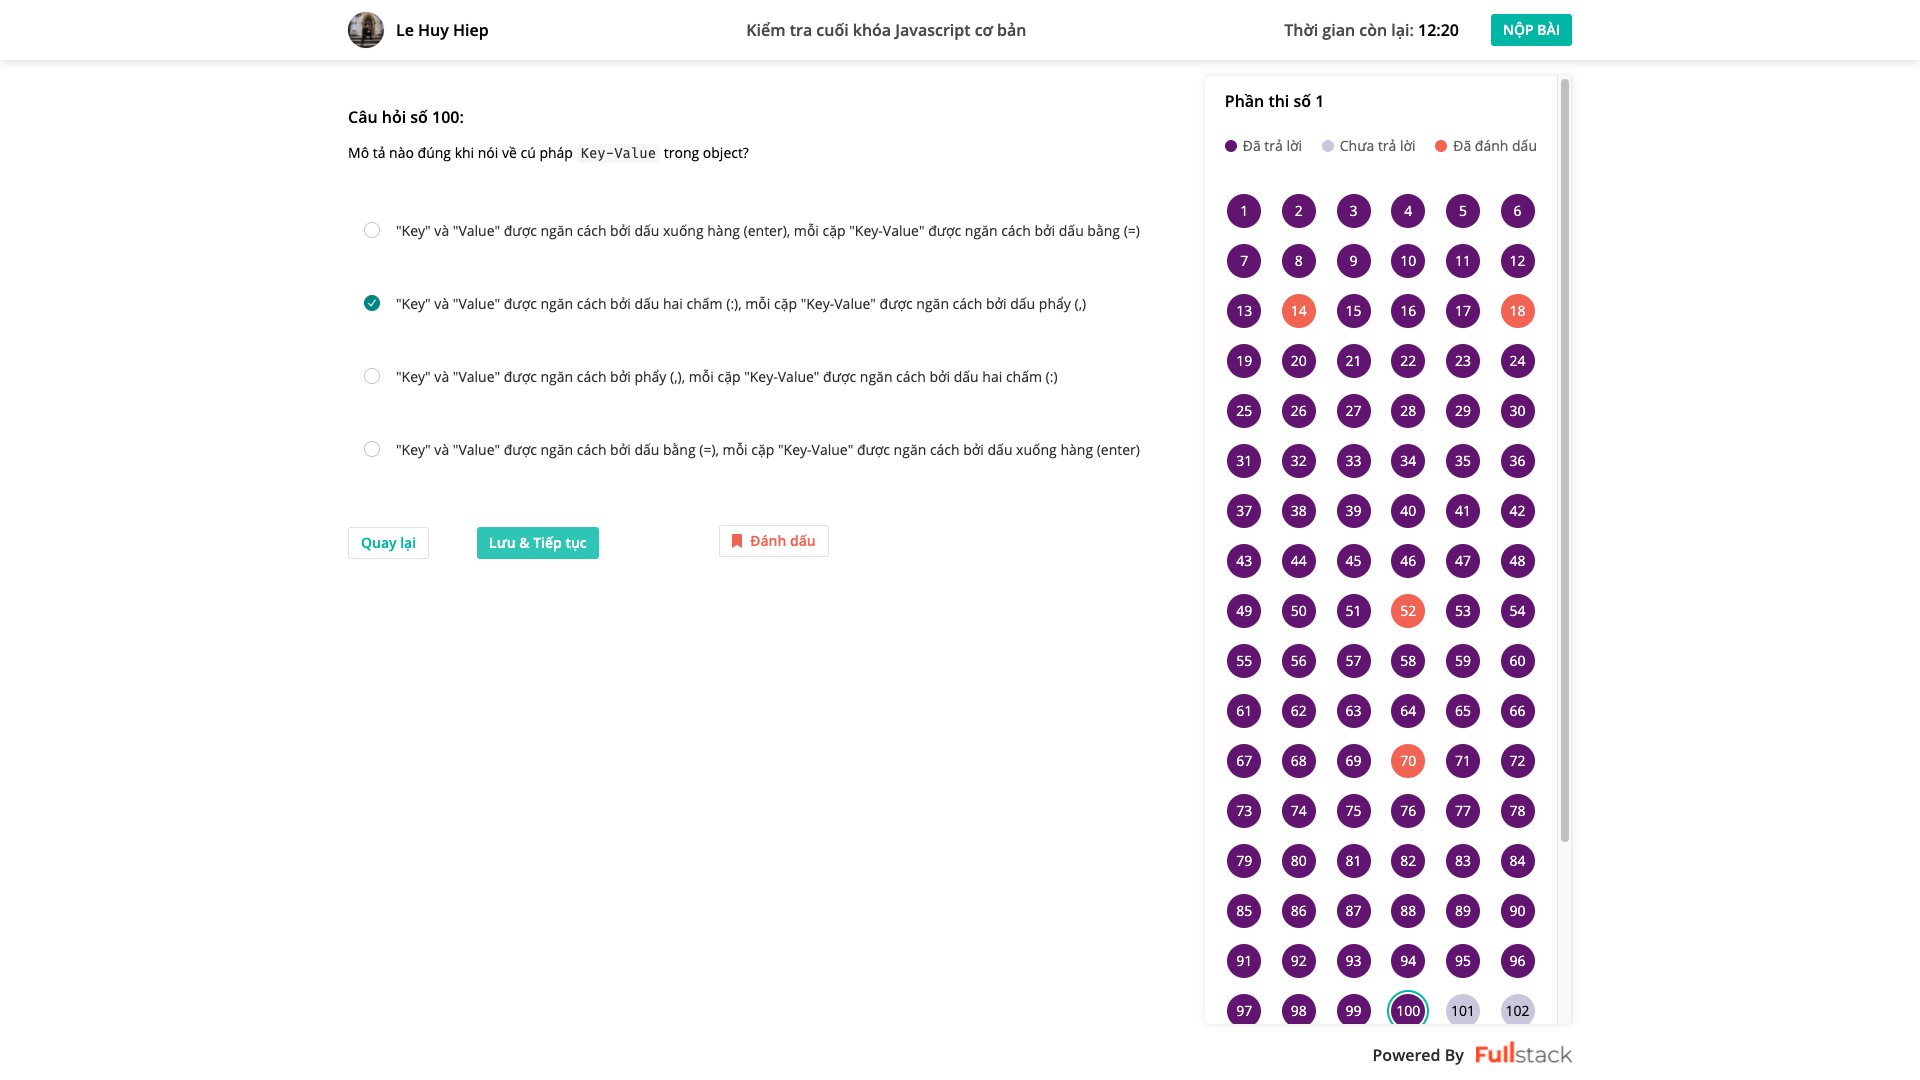 Le Huy Hiep
Kiểm tra cuối khóa Javascript cơ bản
Thời gian còn lại: 12:20
NỘP BÀI
Câu hỏi số 100:
Mô tả nào đúng khi nói về cú pháp Key-Value trong object?
"Key" và "Value" được ngăn cách bởi dấu xuống hàng (enter), mỗi cặp "Key-Value" được ngăn cách bởi dấu bằng (=)
"Key" và "Value" được ngăn cách bởi dấu hai chấm (:), mỗi cặp "Key-Value" được ngăn cách bởi dấu phẩy (,)
"Key" và "Value" được ngăn cách bởi phẩy (,), mỗi cặp "Key-Value" được ngăn cách bởi dấu hai chấm (:)
"Key" và "Value" được ngăn cách bởi dấu bằng (=), mỗi cặp "Key-Value" được ngăn cách bởi dấu xuống hàng (enter)
Quay lại
Lưu & Tiếp tục
Đánh dấu
Phần thi số 1
Đã trả lời Chưa trả lời Đã đánh dấu
1 2 3 4 5 6
7 8 9 10 11 12
13 14 15 16 17 18
19 20 21 22 23 24
25 26 27 28 29 30
31 32 33 34 35 36
37 38 39 40 41 42
43 44 45 46 47 48
49 50 51 52 53 54
55 56 57 58 59 60
61 62 63 64 65 66
67 68 69 70 71 72
73 74 75 76 77 78
79 80 81 82 83 84
85 86 87 88 89 90
91 92 93 94 95 96
97 98 99 100 101 102
Powered By Fullstack